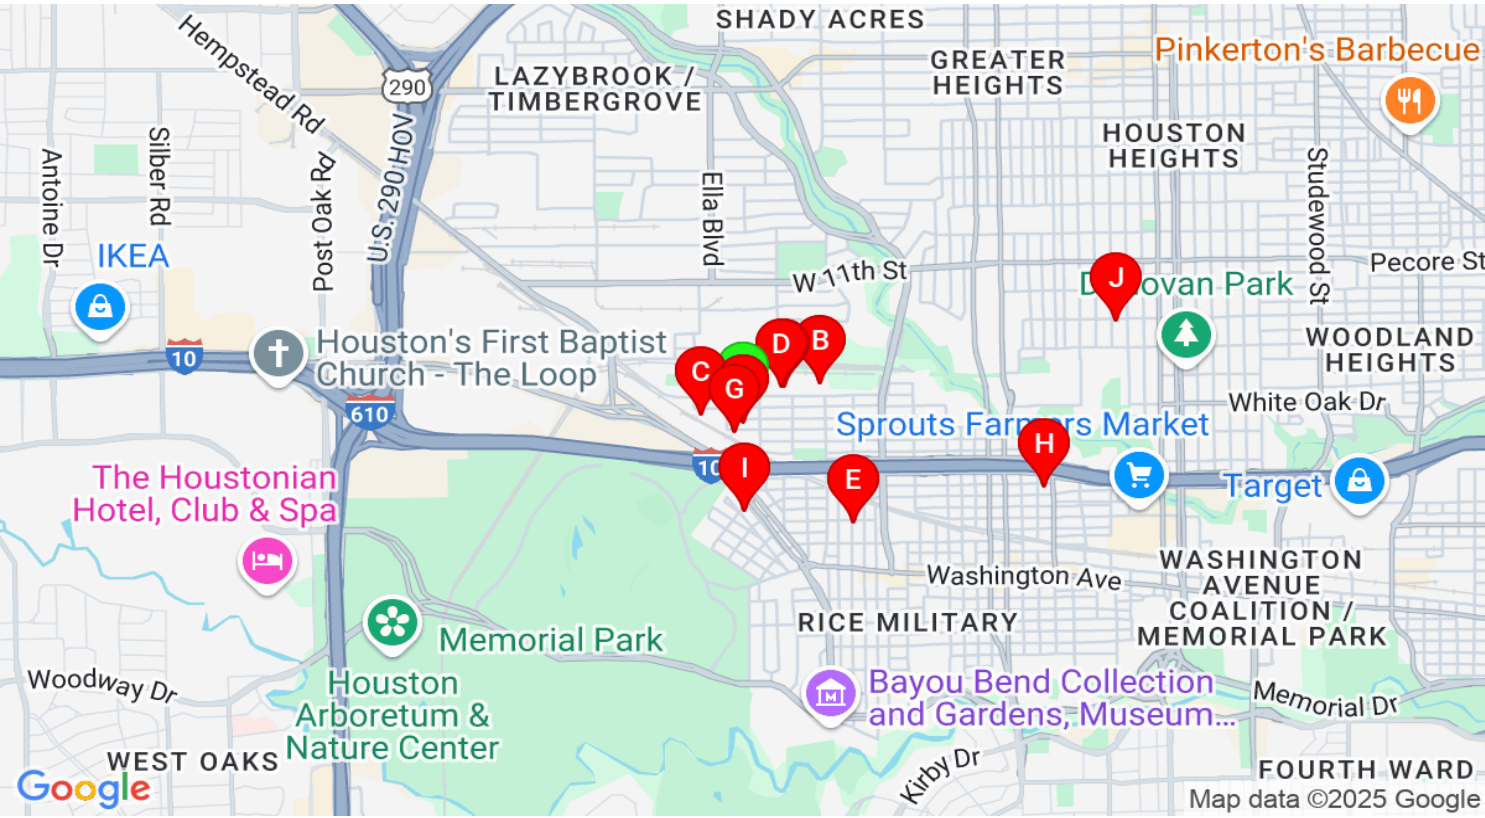 SHADY ACRES
Pinkerton's Barbecue
GREATER
HEIGHTS
LAZYBROOK /
TIMBERGROVE
290
Hempstead Rd
HOUSTON
HEIGHTS
Antoine Dr
Silber Rd
Post Oak Rd
U.S. 290 HOV
Ella Blvd
Studewood St
IKEA
W 11th St
Pecore St
J
Donovan Park
10
Houston's First Baptist
Church - The Loop
WOODLAND
HEIGHTS
D
B
C
G
610
White Oak Dr
Sprouts Farmers Market
H
10
I
E
Target
The Houstonian
Hotel, Club & Spa
Washington Ave
WASHINGTON
AVENUE
COALITION /
MEMORIAL PARK
RICE MILITARY
Memorial Park
Woodway Dr
Houston
Arboretum &
Nature Center
Bayou Bend Collection
and Gardens, Museum...
Memorial Dr
Kirby Dr
WEST OAKS
FOURTH WARD
Google
Map data ©2025 Google